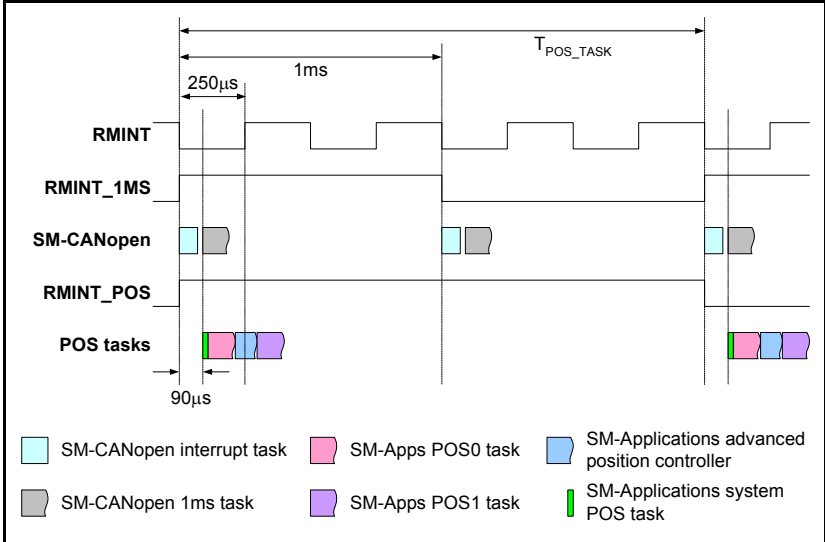 T_POS_TASK
1ms
250μs
RMINT
RMINT_1MS
SM-CANopen
RMINT_POS
POS tasks
90μs
SM-CANopen interrupt task
SM-Apps POS0 task
SM-Applications advanced
position controller
SM-CANopen 1ms task
SM-Apps POS1 task
SM-Applications system
POS task